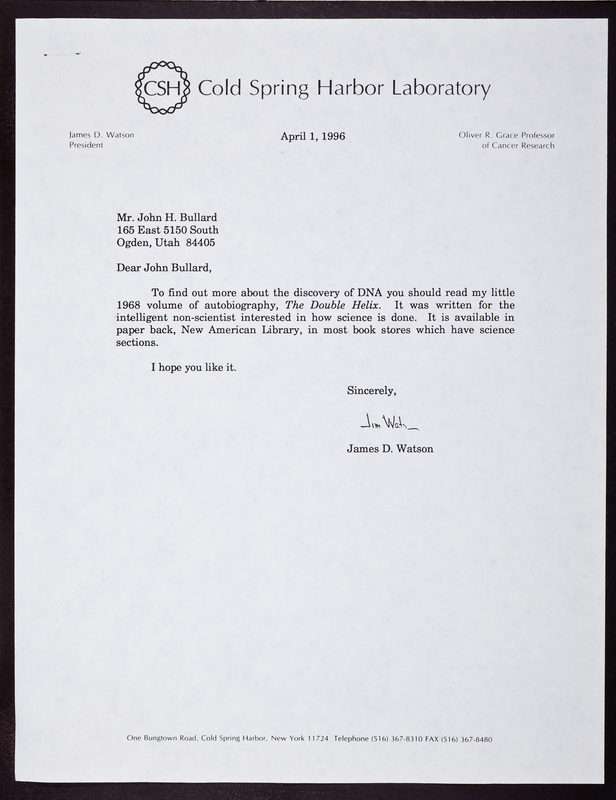 CSH Cold Spring Harbor Laboratory
James D. Watson
President
April 1, 1996
Oliver R. Grace Professor
of Cancer Research
Mr. John H. Bullard
165 East 5150 South
Ogden, Utah 84405
Dear John Bullard,
To find out more about the discovery of DNA you should read my little
1968 volume of autobiography, The Double Helix. It was written for the
intelligent non-scientist interested in how science is done. It is available in
paper back, New American Library, in most book stores which have science
sections.
I hope you like it.
Sincerely,
Jim Watson
James D. Watson
One Bungtown Road, Cold Spring Harbor, New York 11724 Telephone (516) 367-8310 FAX (516) 367-8480